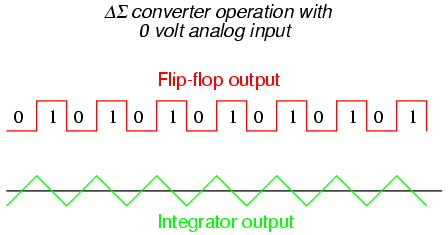 ΔΣ converter operation with
0 volt analog input
Flip-flop output
0 1 0 1 0 1 0 1 0 1 0 1 0 1
Integrator output